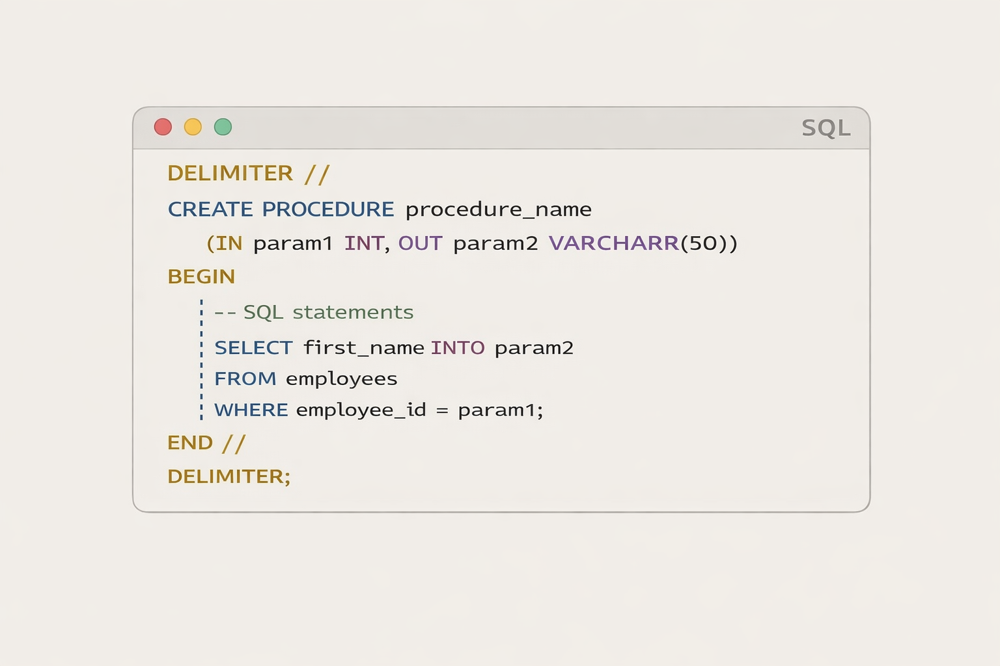 SQL
DELIMITER //
CREATE PROCEDURE procedure_name
(IN param1 INT, OUT param2 VARCHARR(50))
BEGIN
-- SQL statements
SELECT first_name INTO param2
FROM employees
WHERE employee_id = param1;
END //
DELIMITER;